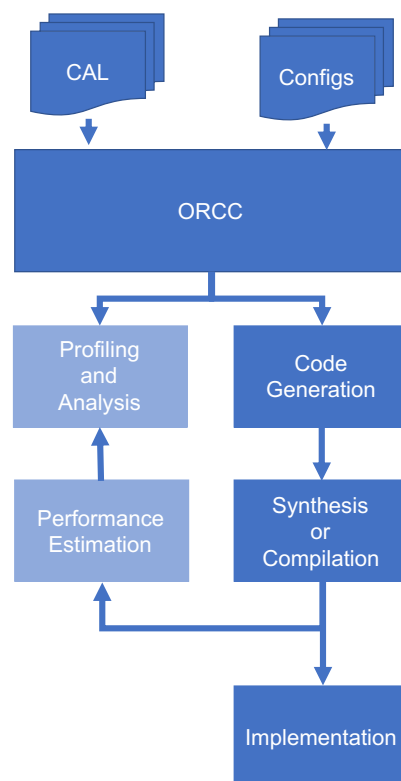 CAL
Configs
ORCC
Profiling
and
Analysis
Code
Generation
Performance
Estimation
Synthesis
or
Compilation
Implementation